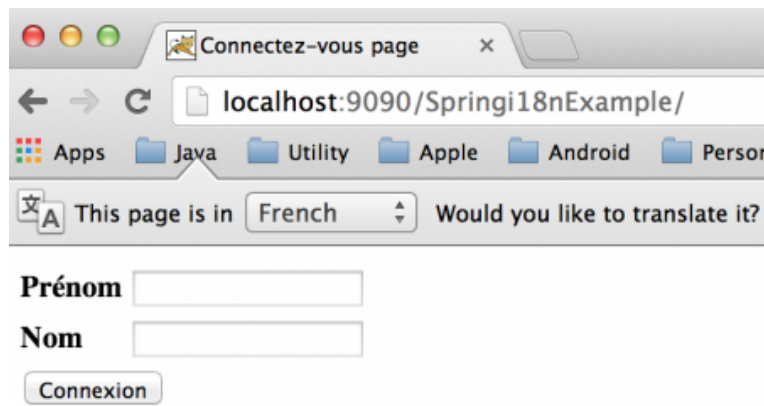 Connectez-vous page
localhost:9090/Springi18nExample/
Apps Java Utility Apple Android Person
This page is in French Would you like to translate it?
Prénom
Nom
Connexion